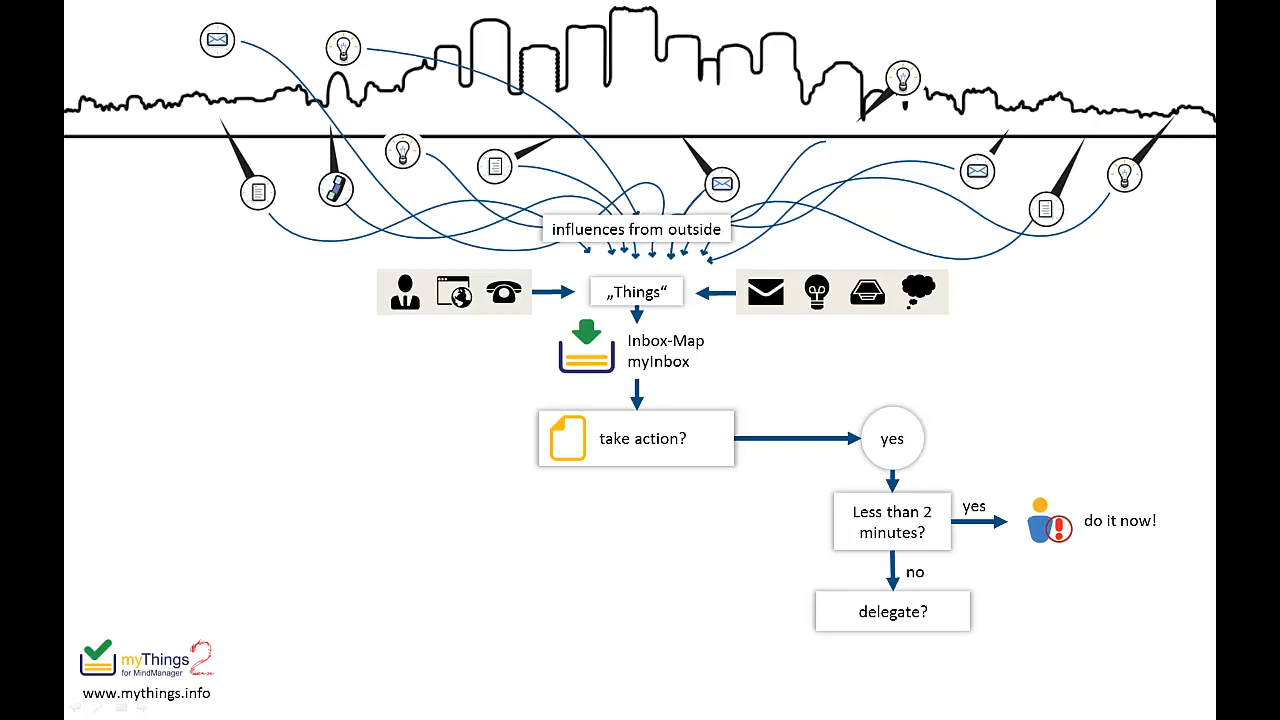 influences from outside
„Things“
Inbox-Map
myInbox
take action?
yes
Less than 2
minutes?
yes
do it now!
no
delegate?
myThings 2
for MindManager
www.mythings.info